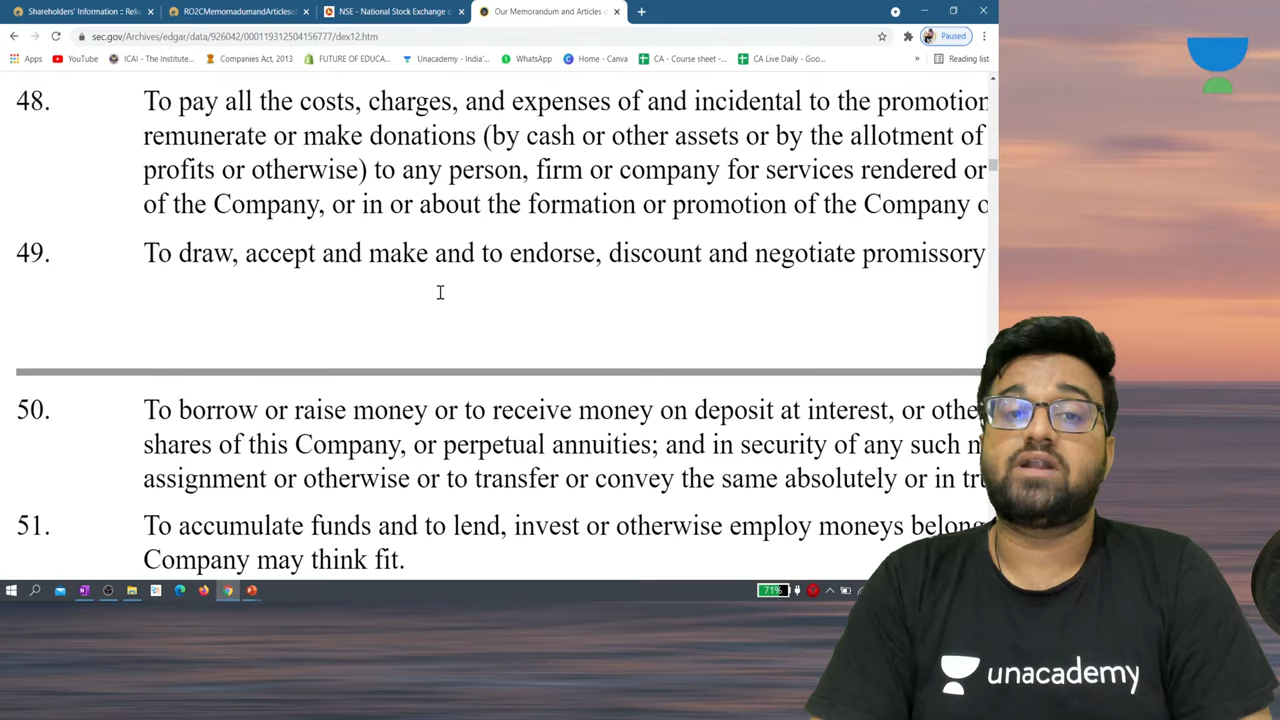 Shareholders' Information :: Relia
RO2CMemornadumandArticlesof
NSE - National Stock Exchange o
Our Memorandum and Articles o
sec.gov/Archives/edgar/data/926042/000119312504156777/dex12.htm
Paused
Apps
YouTube
ICAI - The Institute...
Companies Act, 2013
FUTURE OF EDUCA...
Unacademy - India'...
WhatsApp
Home - Canva
CA - Course sheet -...
CA Live Daily - Goo...
»
Reading list
48. To pay all the costs, charges, and expenses of and incidental to the promotion
remunerate or make donations (by cash or other assets or by the allotment of
profits or otherwise) to any person, firm or company for services rendered or
of the Company, or in or about the formation or promotion of the Company o
49. To draw, accept and make and to endorse, discount and negotiate promissory
50. To borrow or raise money or to receive money on deposit at interest, or othe
shares of this Company, or perpetual annuities; and in security of any such
assignment or otherwise or to transfer or convey the same absolutely or in
51. To accumulate funds and to lend, invest or otherwise employ moneys belong
Company may think fit.
71%
unacademy